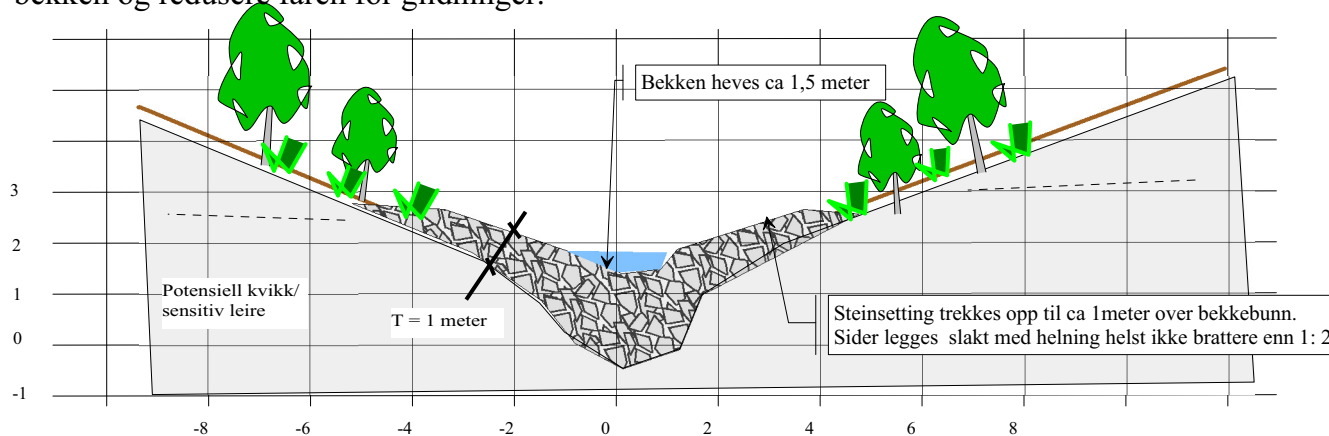 bekken og redusere faren for glidninger.
Bekken heves ca 1,5 meter
3
2
Potensiell kvikk/
sensitiv leire
1
T = 1 meter
Steinsetting trekkes opp til ca 1meter over bekkebunn.
Sider legges slakt med helning helst ikke brattere enn 1: 2
0
-1
-8
-6
-4
-2
0
2
4
6
8